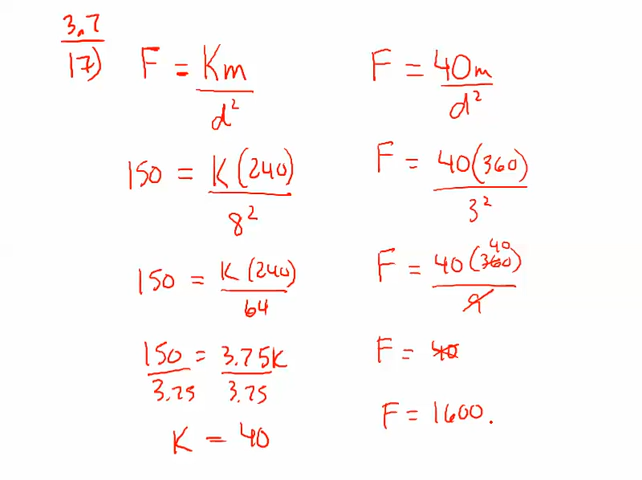 3.7
17)
F = Km / d²
150 = K(240) / 8²
150 = K(240) / 64
150 / 3.75 = 3.75K / 3.75
K = 40
F = 40m / d²
F = 40(360) / 3²
F = 40(360) 40 / 9
F = 40
F = 1600.